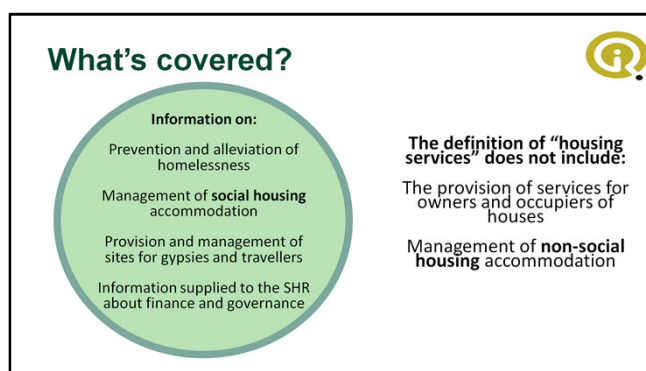 What's covered?
Information on:
Prevention and alleviation of
homelessness
Management of social housing
accommodation
Provision and management of
sites for gypsies and travellers
Information supplied to the SHR
about finance and governance
The definition of “housing
services” does not include:
The provision of services for
owners and occupiers of
houses
Management of non-social
housing accommodation